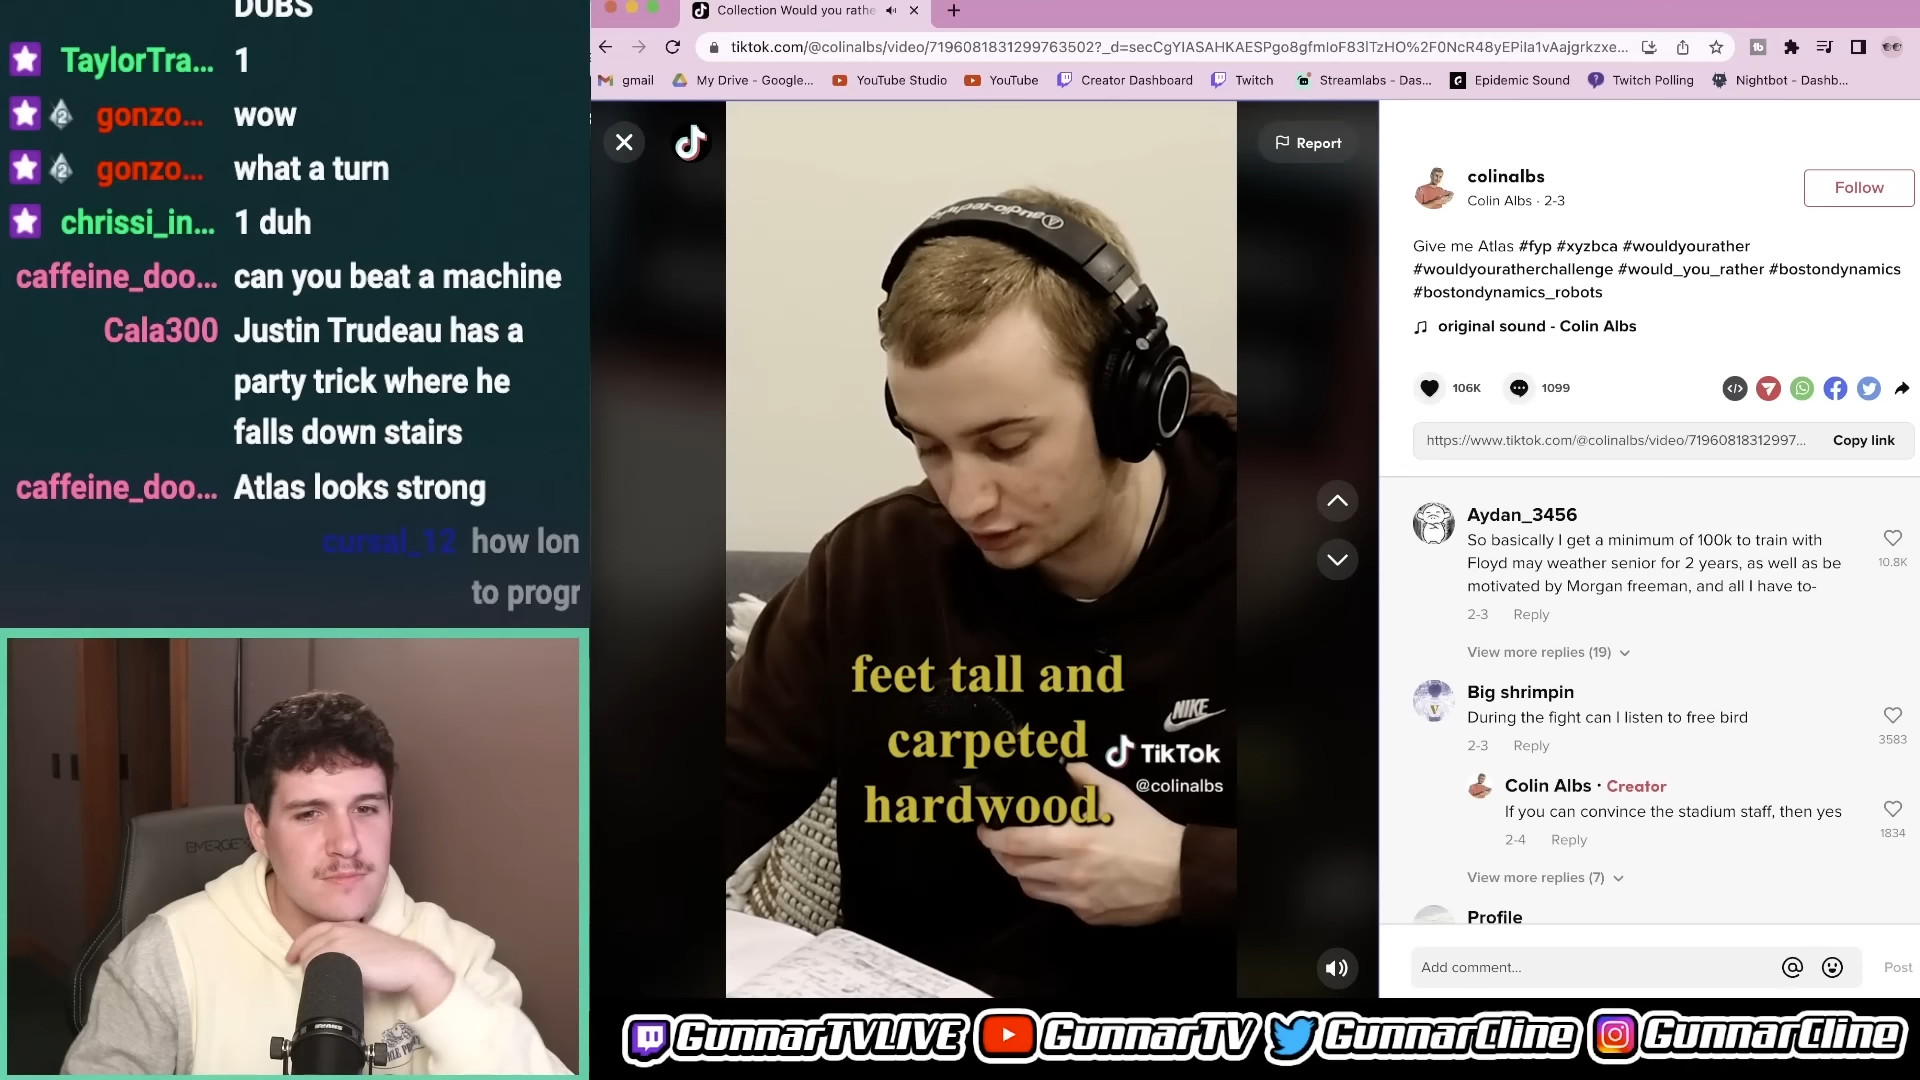 DUBS
TaylorTra... 1
gonzo... wow
gonzo... what a turn
chrissi_in... 1 duh
caffeine_doo... can you beat a machine
Cala300 Justin Trudeau has a
party trick where he
falls down stairs
caffeine_doo... Atlas looks strong
cursal_12 how lon
to progr
EMERGE
SHURE
Collection Would you rathe
tiktok.com/@colinalbs/video/7196081831299763502?_d=secCgYIASAHKAESPgo8gfmIoF83lTzHO%2F0NcR48yEPiIa1vAajgrkzxe...
gmail
My Drive - Google...
YouTube Studio
YouTube
Creator Dashboard
Twitch
Streamlabs - Das...
Epidemic Sound
Twitch Polling
Nightbot - Dashb...
Report
audio-technica
feet tall and
carpeted
hardwood.
NIKE
TikTok
@colinalbs
colinalbs
Colin Albs · 2-3
Follow
Give me Atlas #fyp #xyzbca #wouldyourather
#wouldyouratherchallenge #would_you_rather #bostondynamics
#bostondynamics_robots
original sound - Colin Albs
106K
1099
https://www.tiktok.com/@colinalbs/video/71960818312997...
Copy link
Aydan_3456
So basically I get a minimum of 100k to train with
Floyd may weather senior for 2 years, as well as be
motivated by Morgan freeman, and all I have to-
10.8K
2-3 Reply
View more replies (19)
Big shrimpin
During the fight can I listen to free bird
3583
2-3 Reply
Colin Albs · Creator
If you can convince the stadium staff, then yes
1834
2-4 Reply
View more replies (7)
Profile
Add comment...
Post
GunnarTVLIVE
GunnarTV
GunnarCline
GunnarCline